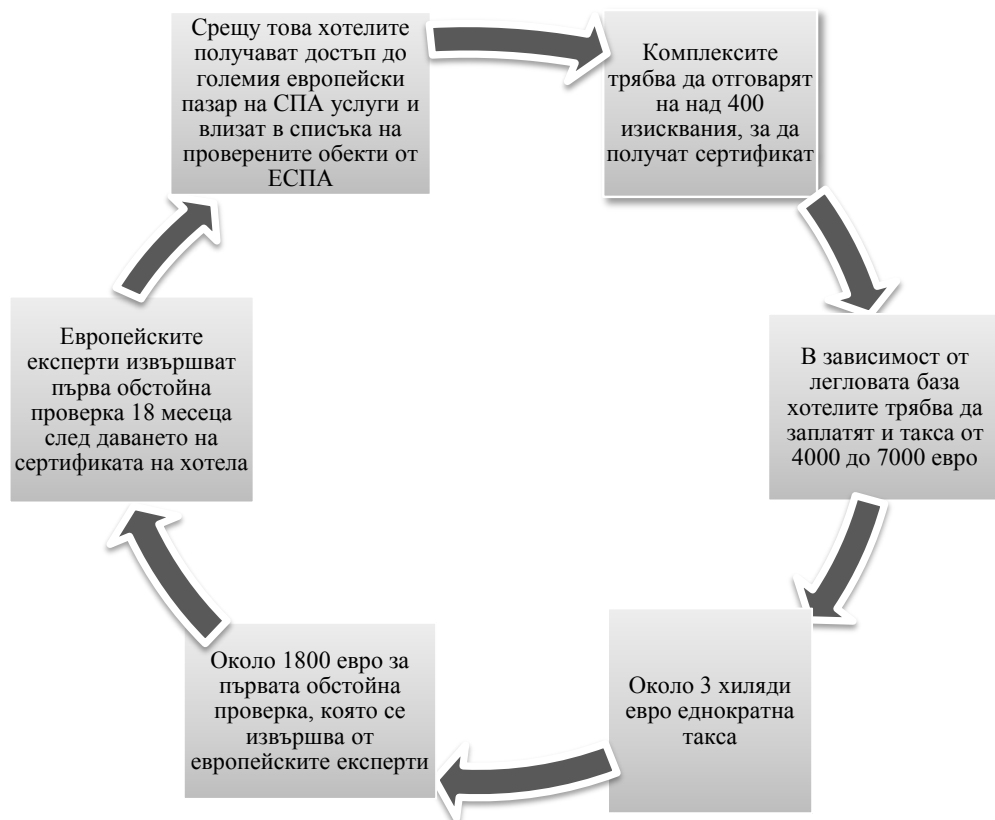 Срещу това хотелите
получават достъп до
големия европейски
пазар на СПА услуги и
влизат в списъка на
проверените обекти от
ЕСПА
Комплексите
трябва да отговарят
на над 400
изисквания, за да
получат сертификат
В зависимост от
легловата база
хотелите трябва да
заплатят и такса от
4000 до 7000 евро
Около 3 хиляди
евро еднократна
такса
Около 1800 евро за
първата обстойна
проверка, която се
извършва от
европейските експерти
Европейските
експерти извършват
първа обстойна
проверка 18 месеца
след даването на
сертификата на хотела